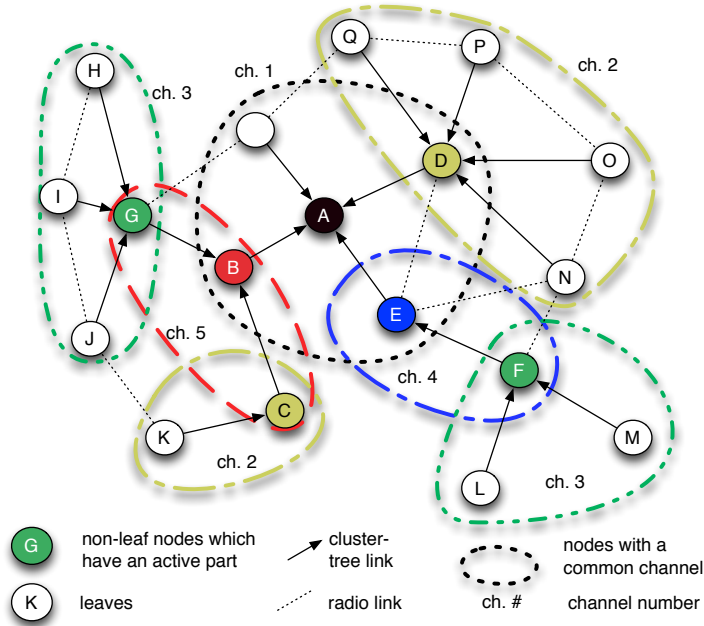 Q
P
H
ch. 1
ch. 2
ch. 3
D
O
I
G
A
B
N
E
J
ch. 5
F
ch. 4
C
K
M
ch. 2
L
ch. 3
G
non-leaf nodes which
have an active part
cluster-
tree link
nodes with a
common channel
K
leaves
radio link
ch. #
channel number